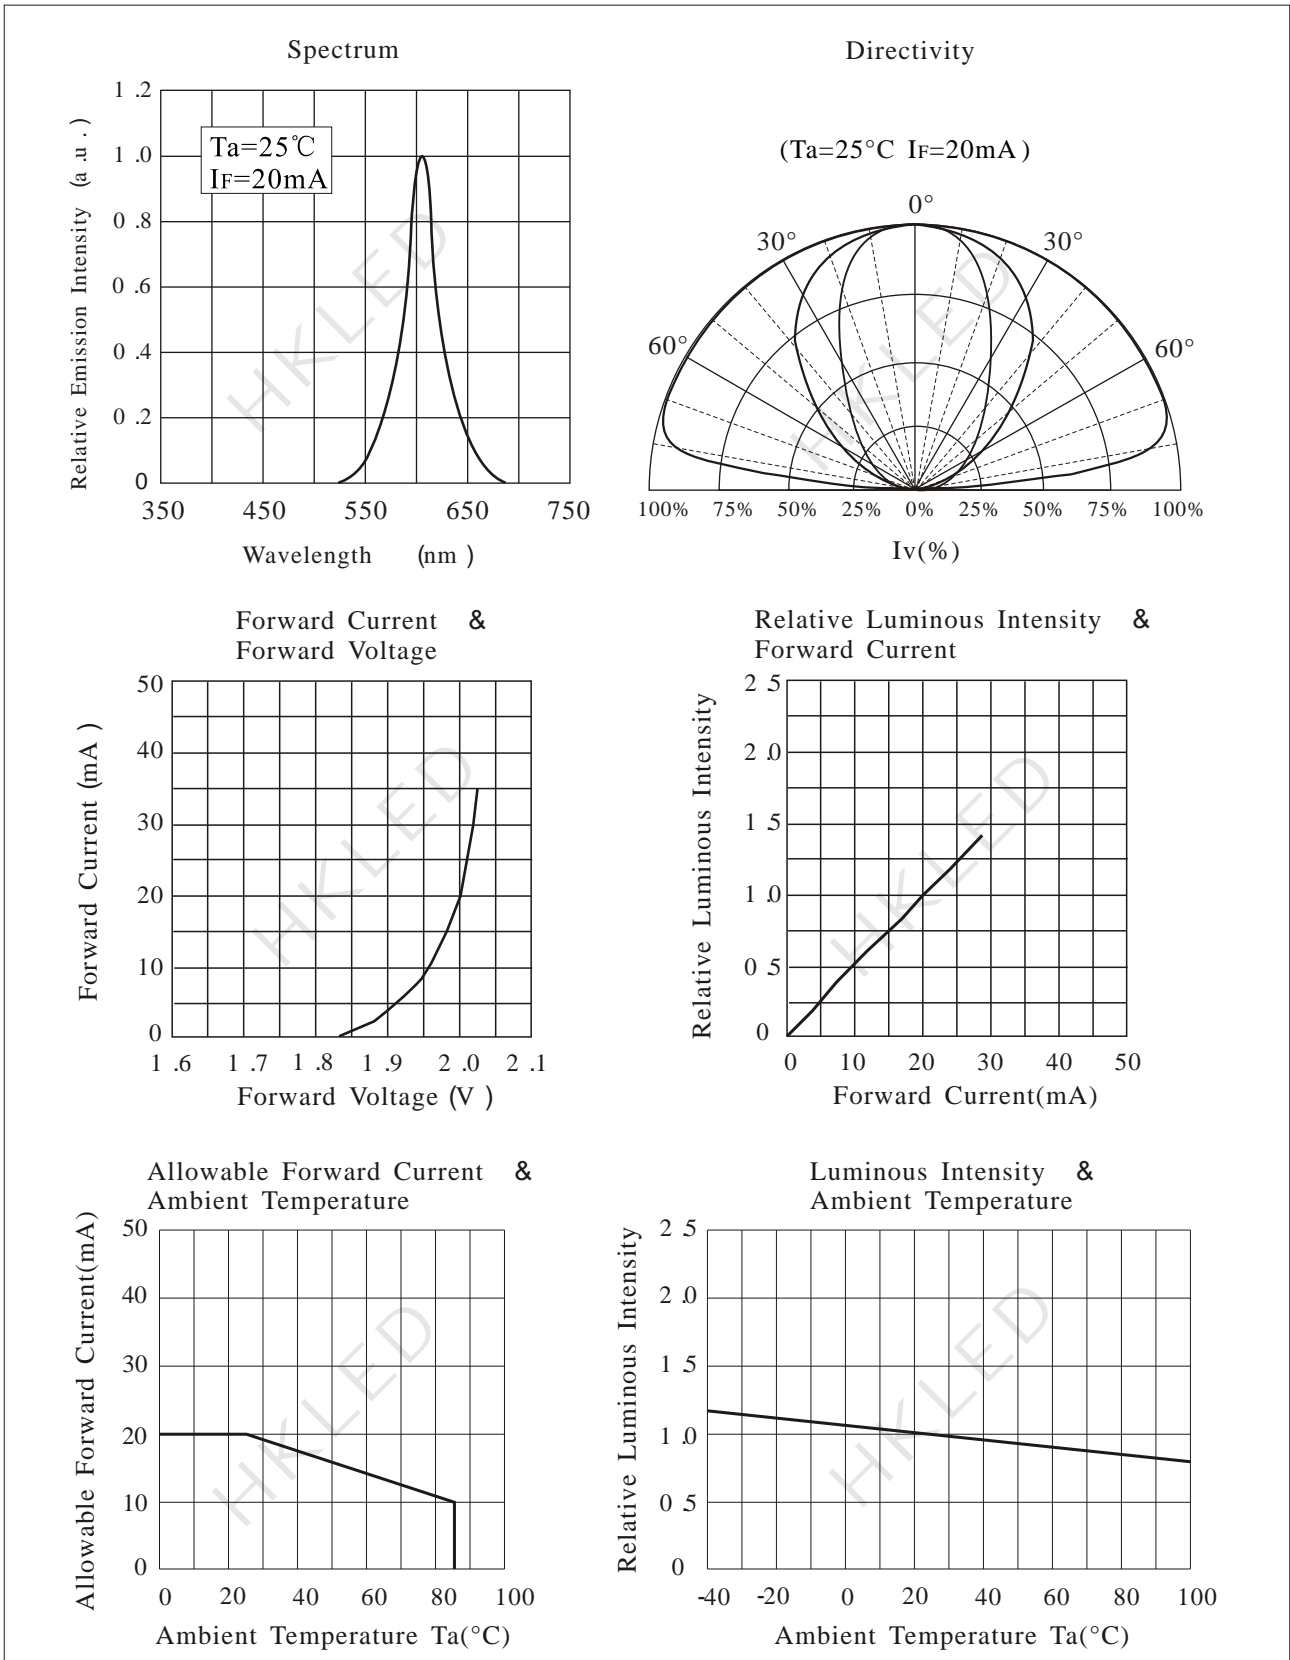 Spectrum
Relative Emission Intensity (a .u . )
1 .2
1 .0
0 .8
0 .6
0 .4
0 .2
0
Ta=25℃
IF=20mA
350 450 550 650 750
Wavelength (nm )
HKLED
Directivity
(Ta=25°C IF=20mA )
0°
30° 30°
60° 60°
100% 75% 50% 25% 0% 25% 50% 75% 100%
Iv(%)
HKLED
Forward Current &
Forward Voltage
Forward Current (mA )
50
40
30
20
10
0
1 .6 1 .7 1 .8 1 .9 2 .0 2 .1
Forward Voltage (V )
HKLED
Relative Luminous Intensity &
Forward Current
Relative Luminous Intensity
2 5
2 .0
1 5
1 .0
0 5
0
0 10 20 30 40 50
Forward Current(mA)
HKLED
Allowable Forward Current &
Ambient Temperature
Allowable Forward Current(mA)
50
40
30
20
10
0
0 20 40 60 80 100
Ambient Temperature Ta(°C)
HKLED
Luminous Intensity &
Ambient Temperature
Relative Luminous Intensity
2 5
2 .0
1 5
1 .0
0 5
0
-40 -20 0 20 40 60 80 100
Ambient Temperature Ta(°C)
HKLED